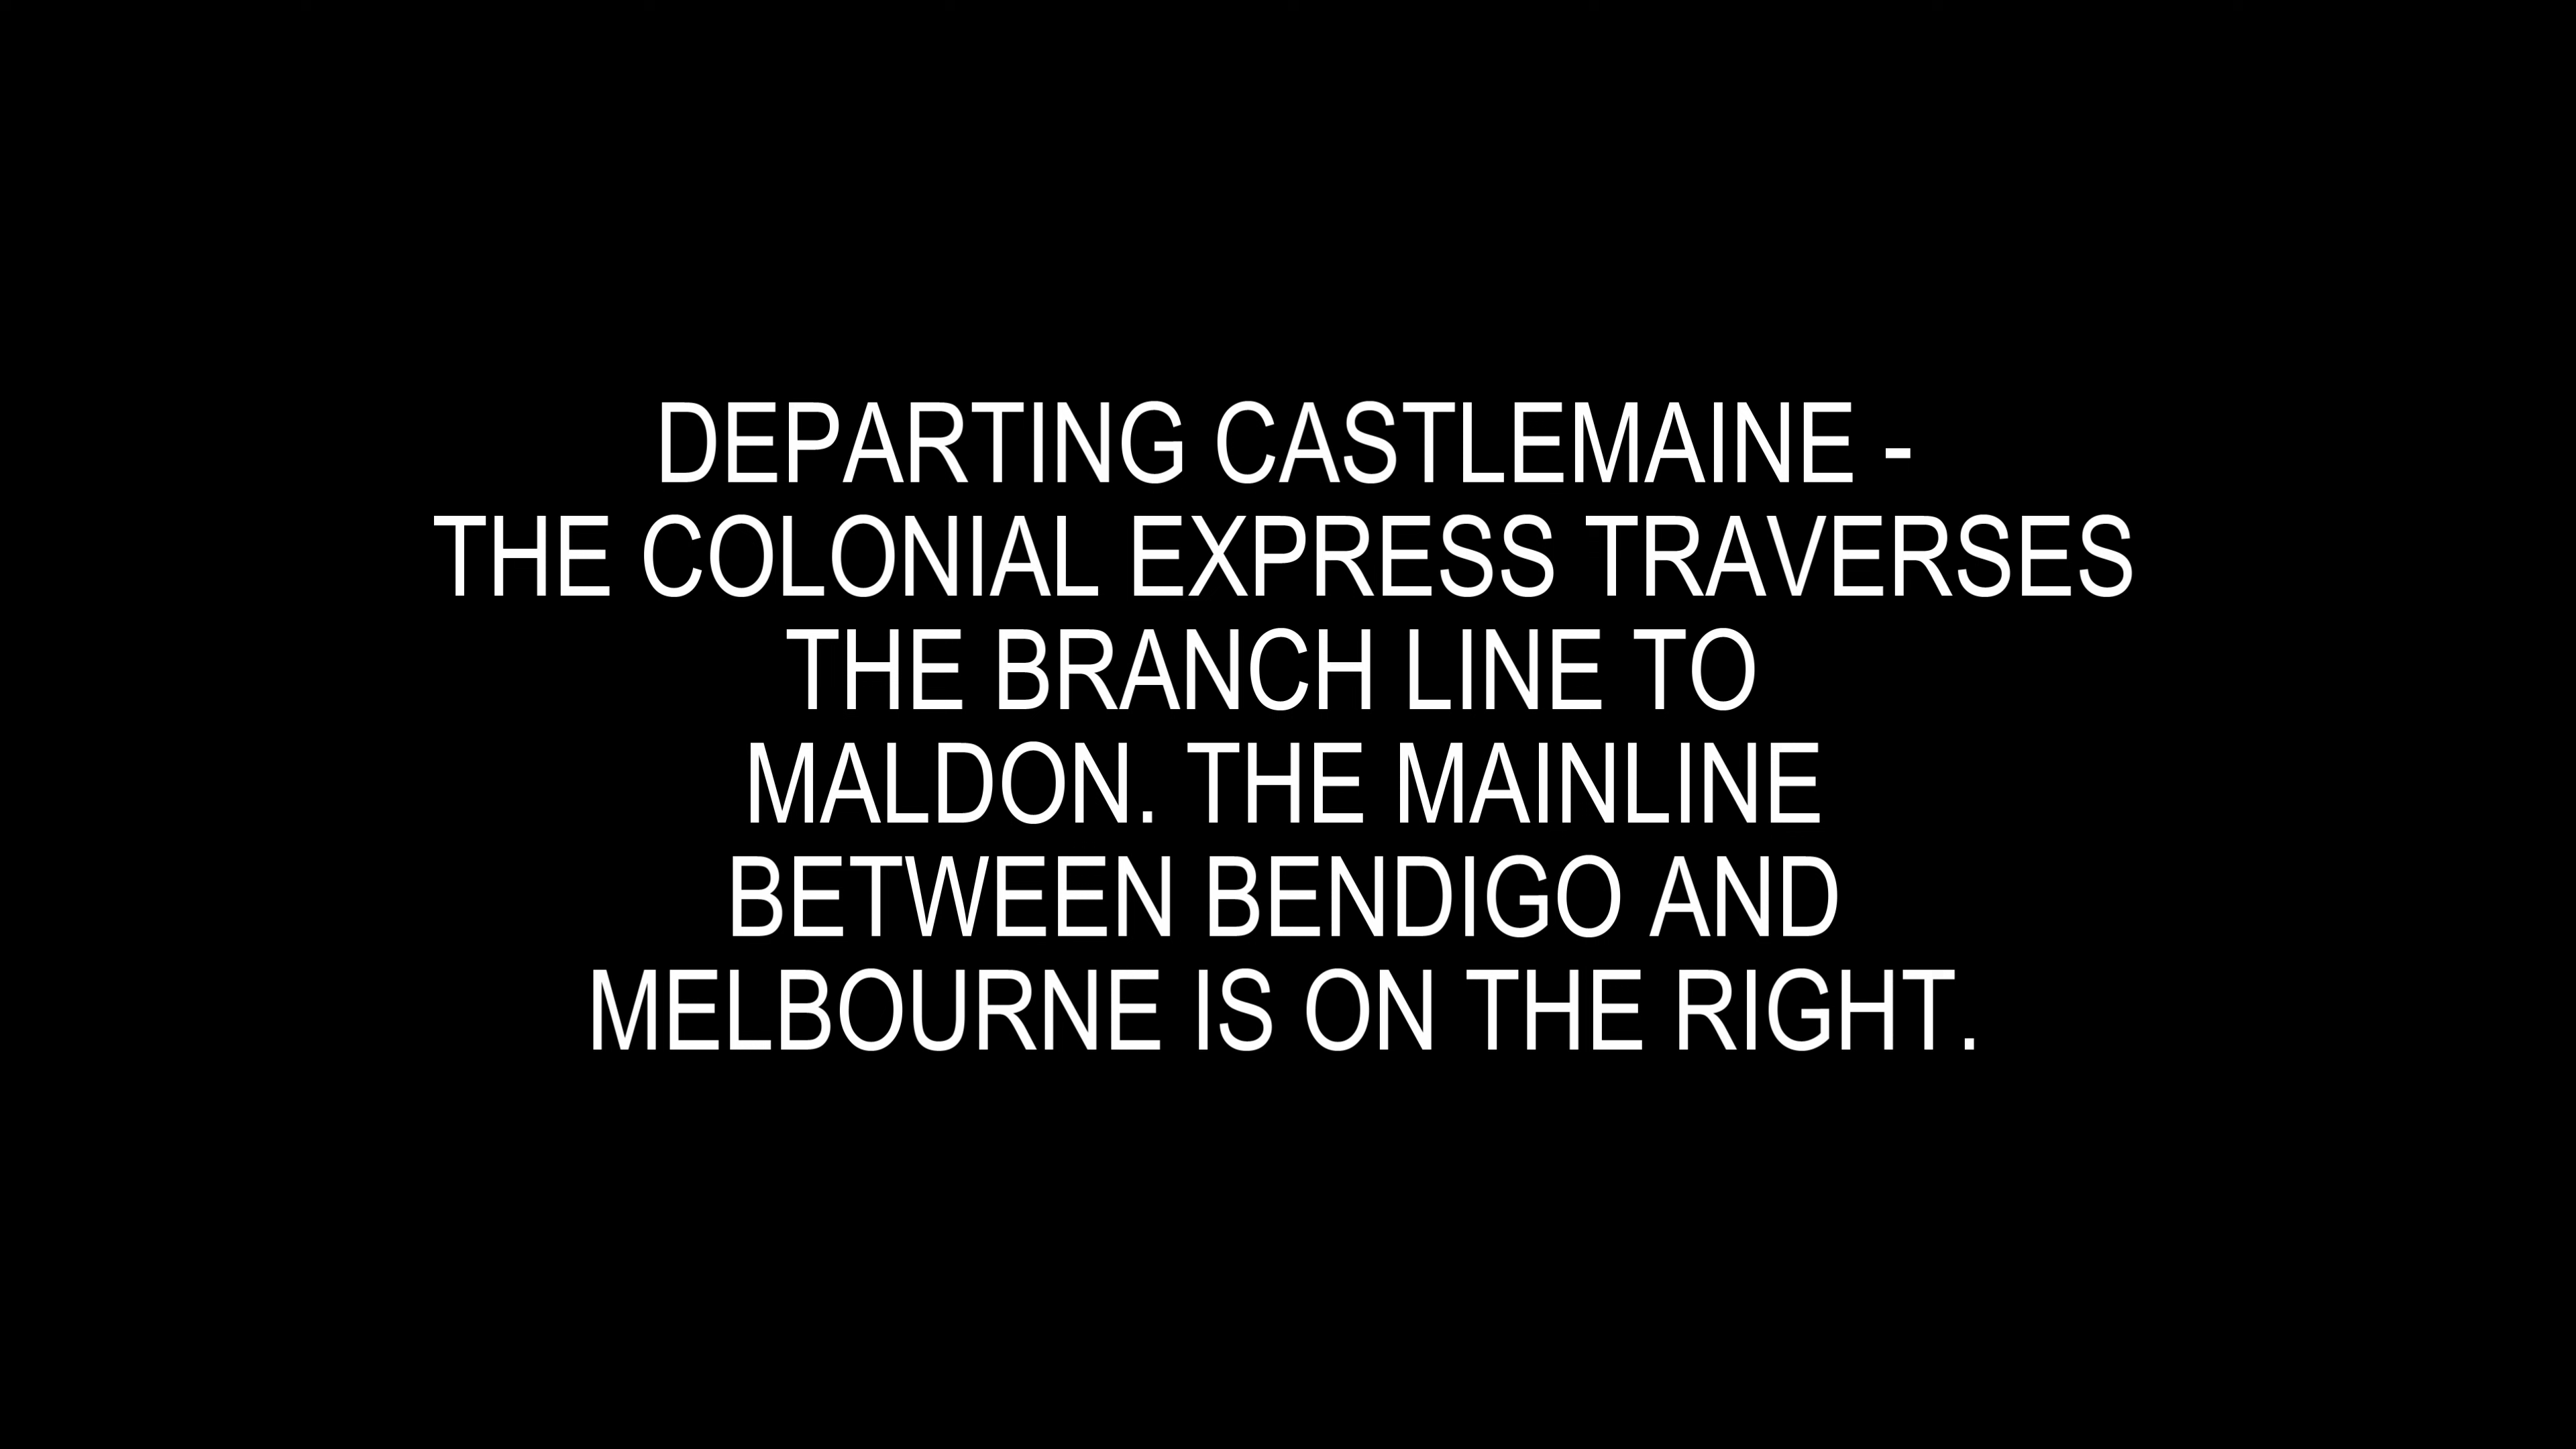 DEPARTING CASTLEMAINE -
THE COLONIAL EXPRESS TRAVERSES
THE BRANCH LINE TO
MALDON. THE MAINLINE
BETWEEN BENDIGO AND
MELBOURNE IS ON THE RIGHT.